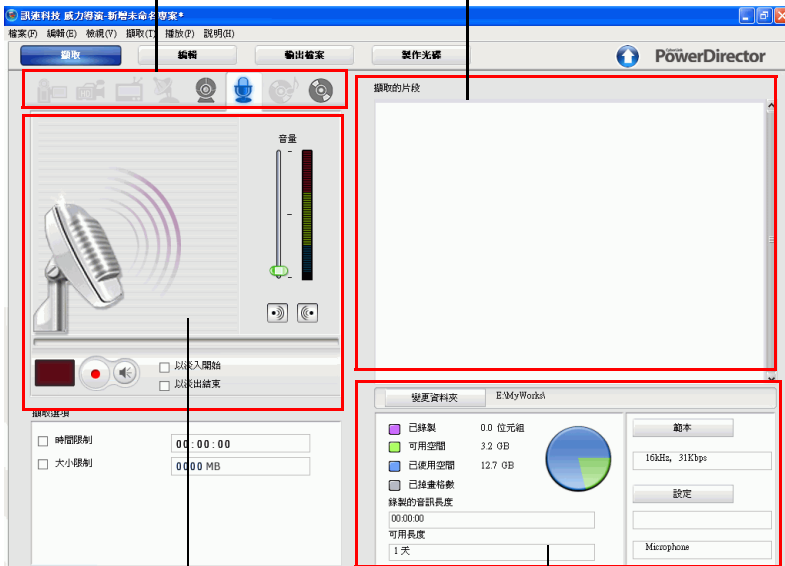 訊連科技 威力導演-新增未命名專案*
檔案(F) 編輯(E) 檢視(V) 擷取(T) 播放(P) 說明(H)
擷取 編輯 輸出檔案 製作光碟
CyberLink PowerDirector
擷取的片段
音量
以淡入開始
以淡出結束
擷取選項
時間限制 00:00:00
大小限制 0000 MB
變更資料夾 E:\MyWorks\
已錄製 0.0 位元組
可用空間 3.2 GB
已使用空間 12.7 GB
已掉畫格數
錄製的音訊長度
00:00:00
可用長度
1 天
範本
16kHz, 31Kbps
設定
Microphone